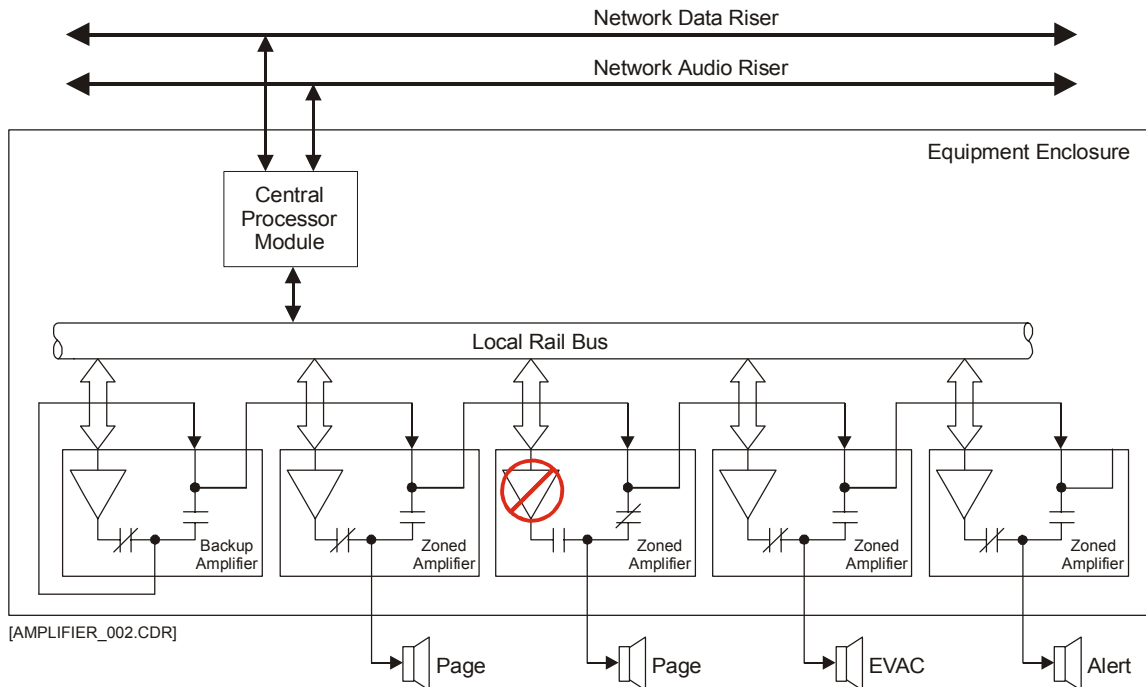 Network Data Riser
Network Audio Riser
Equipment Enclosure
Central
Processor
Module
Local Rail Bus
Backup
Amplifier
Zoned
Amplifier
Zoned
Amplifier
Zoned
Amplifier
Zoned
Amplifier
[AMPLIFIER_002.CDR]
Page
Page
EVAC
Alert